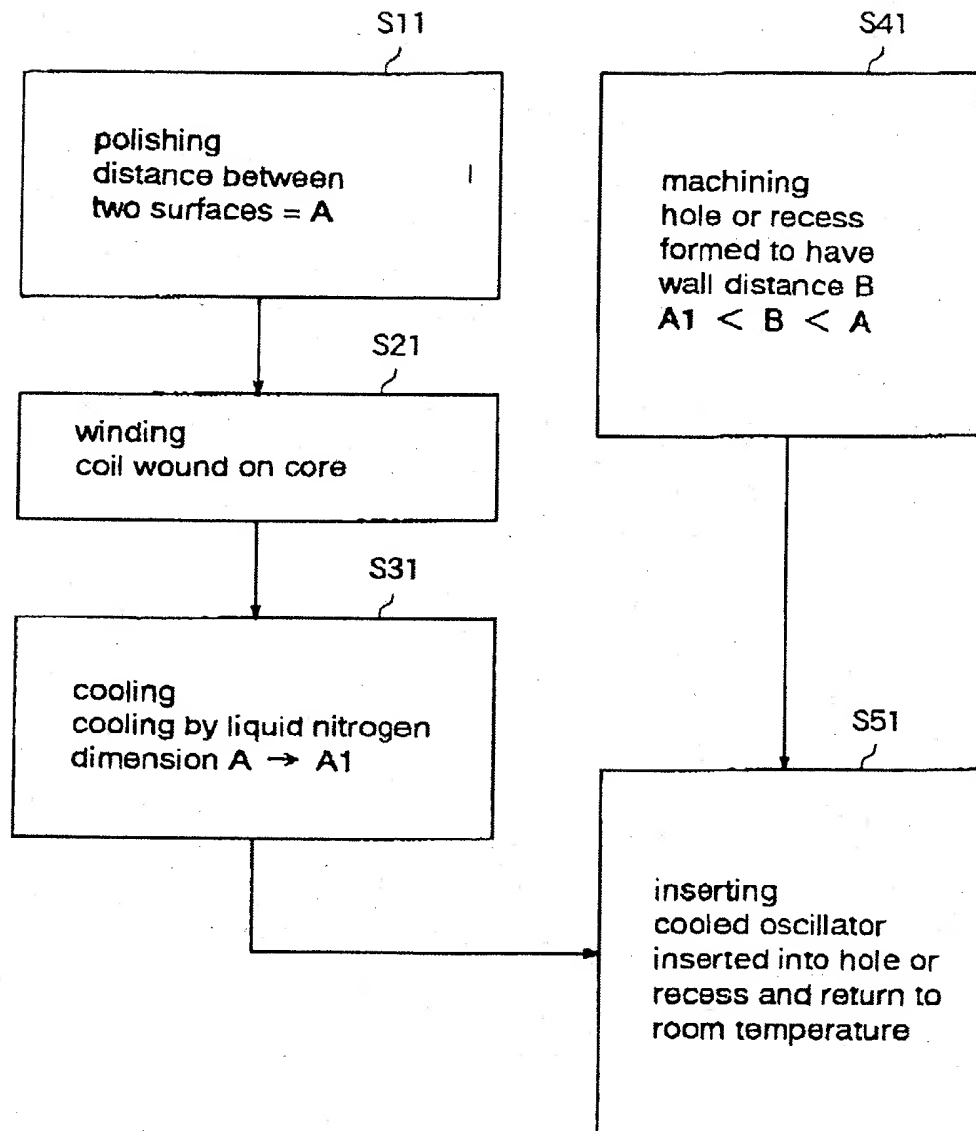 S11
polishing
distance between
two surfaces = A
S21
winding
coil wound on core
S31
cooling
cooling by liquid nitrogen
dimension A → A1
S41
machining
hole or recess
formed to have
wall distance B
A1 < B < A
S51
inserting
cooled oscillator
inserted into hole or
recess and return to
room temperature